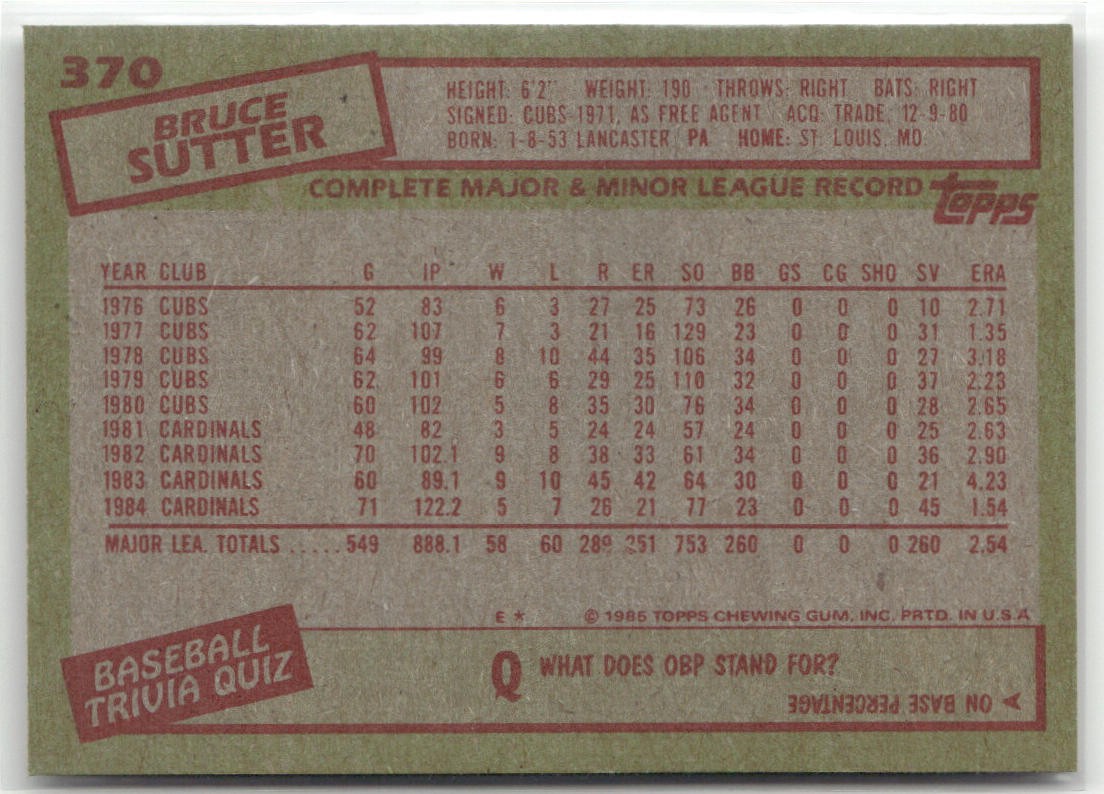 370
BRUCE
SUTTER
HEIGHT: 6'2" WEIGHT: 190 THROWS: RIGHT BATS: RIGHT
SIGNED: CUBS-1971, AS FREE AGENT ACQ: TRADE, 12-9-80
BORN: 1-8-53 LANCASTER PA HOME: ST. LOUIS, MO
COMPLETE MAJOR & MINOR LEAGUE RECORD topps
YEAR CLUB G IP W L R ER SO BB GS CG SHO SV ERA
1976 CUBS 52 83 6 3 27 25 73 26 0 0 0 10 2.71
1977 CUBS 62 107 7 3 21 16 129 23 0 0 0 31 1.35
1978 CUBS 64 99 8 10 44 35 106 34 0 0 0 27 3.18
1979 CUBS 62 101 6 6 29 25 110 32 0 0 0 37 2.23
1980 CUBS 60 102 5 8 35 30 76 34 0 0 0 28 2.65
1981 CARDINALS 48 82 3 5 24 24 57 24 0 0 0 25 2.63
1982 CARDINALS 70 102.1 9 8 38 33 61 34 0 0 0 36 2.90
1983 CARDINALS 60 89.1 9 10 45 42 64 30 0 0 0 21 4.23
1984 CARDINALS 71 122.2 5 7 26 21 77 23 0 0 0 45 1.54
MAJOR LEA. TOTALS ..... 549 888.1 58 60 289 251 753 260 0 0 0 260 2.54
E * © 1985 TOPPS CHEWING GUM, INC. PRTD. IN U.S.A
BASEBALL
TRIVIA QUIZ
Q WHAT DOES OBP STAND FOR?
A ON BASE PERCENTAGE